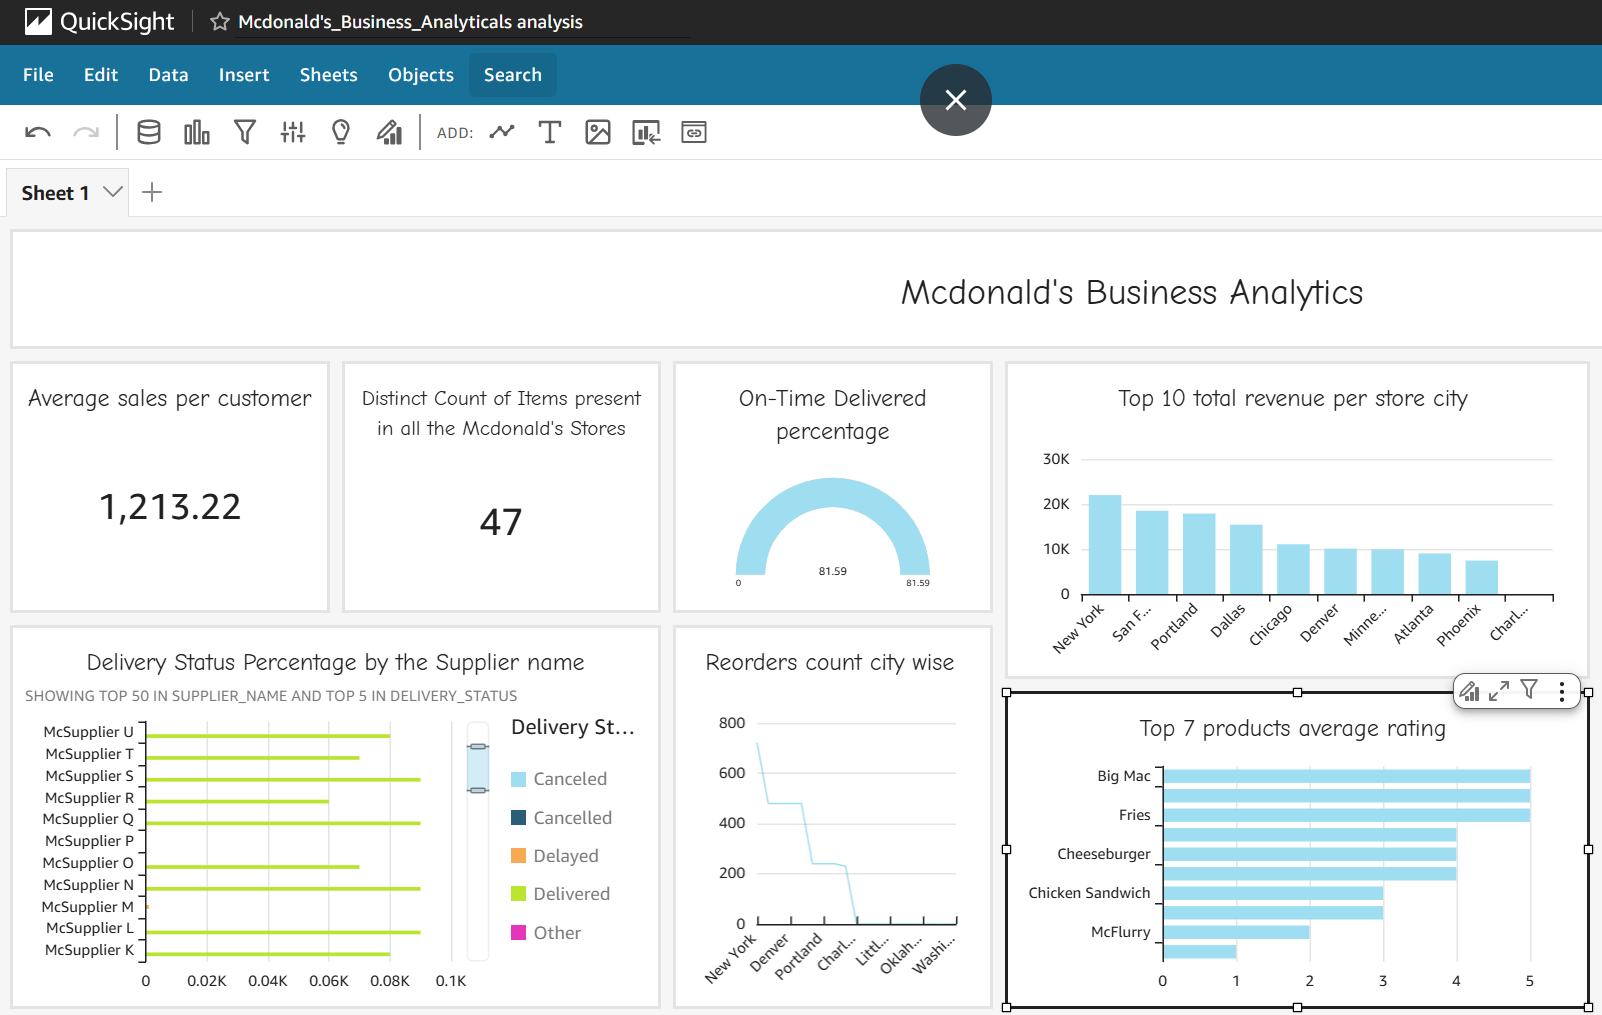 QuickSight
Mcdonald's_Business_Analyticals analysis
File Edit Data Insert Sheets Objects Search
ADD:
Sheet 1
Mcdonald's Business Analytics
Average sales per customer
1,213.22
Distinct Count of Items present
in all the Mcdonald's Stores
47
On-Time Delivered
percentage
81.59
0 81.59
Top 10 total revenue per store city
30K
20K
10K
0
New York San F... Portland Dallas Chicago Denver Minne... Atlanta Phoenix Charl...
Delivery Status Percentage by the Supplier name
SHOWING TOP 50 IN SUPPLIER_NAME AND TOP 5 IN DELIVERY_STATUS
McSupplier U
McSupplier T
McSupplier S
McSupplier R
McSupplier Q
McSupplier P
McSupplier O
McSupplier N
McSupplier M
McSupplier L
McSupplier K
0 0.02K 0.04K 0.06K 0.08K 0.1K
Delivery St...
Canceled
Cancelled
Delayed
Delivered
Other
Reorders count city wise
800
600
400
200
0
New York Denver Portland Charl... Littl... Oklah... Washi...
Top 7 products average rating
Big Mac
Fries
Cheeseburger
Chicken Sandwich
McFlurry
0 1 2 3 4 5